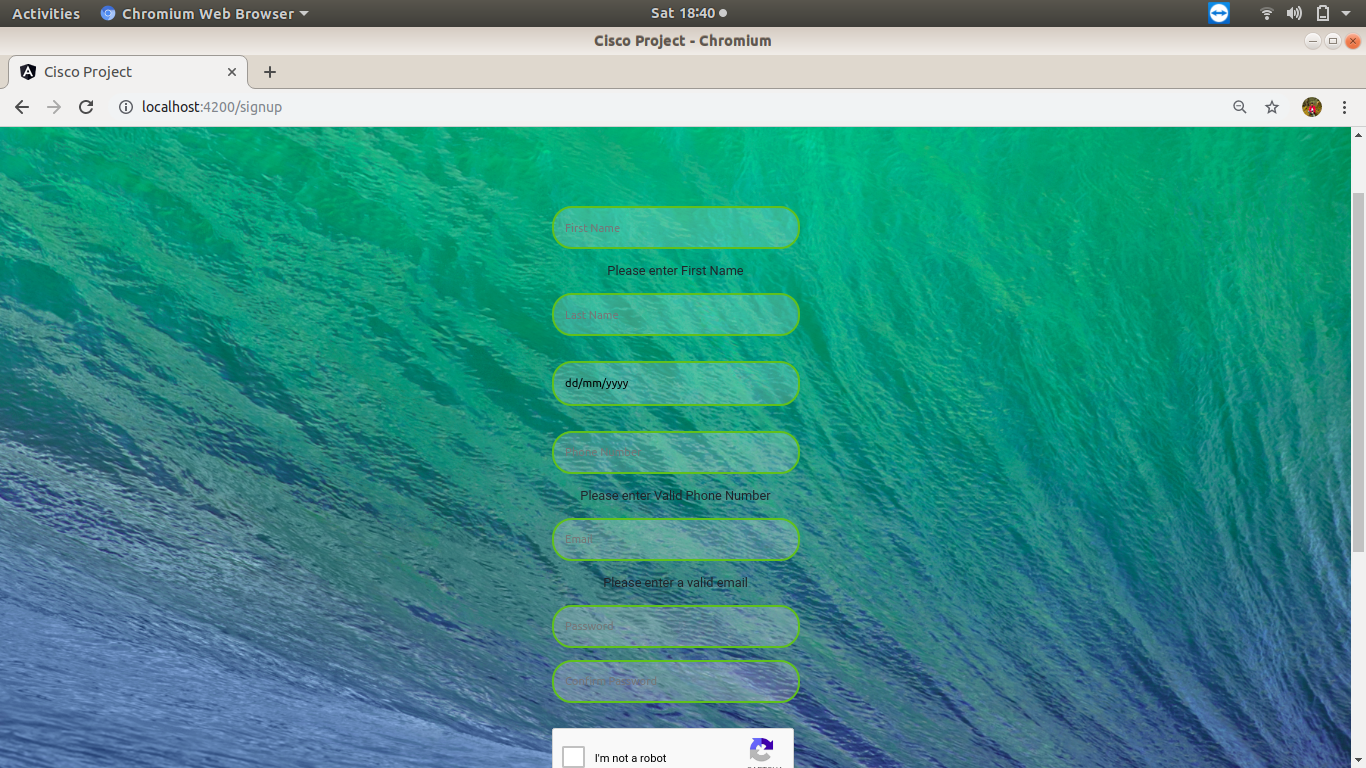 Activities Chromium Web Browser Sat 18:40
Cisco Project - Chromium
Cisco Project
localhost:4200/signup
First Name
Please enter First Name
Last Name
dd/mm/yyyy
Phone Number
Please enter Valid Phone Number
Email
Please enter a valid email
Password
I'm not a robot